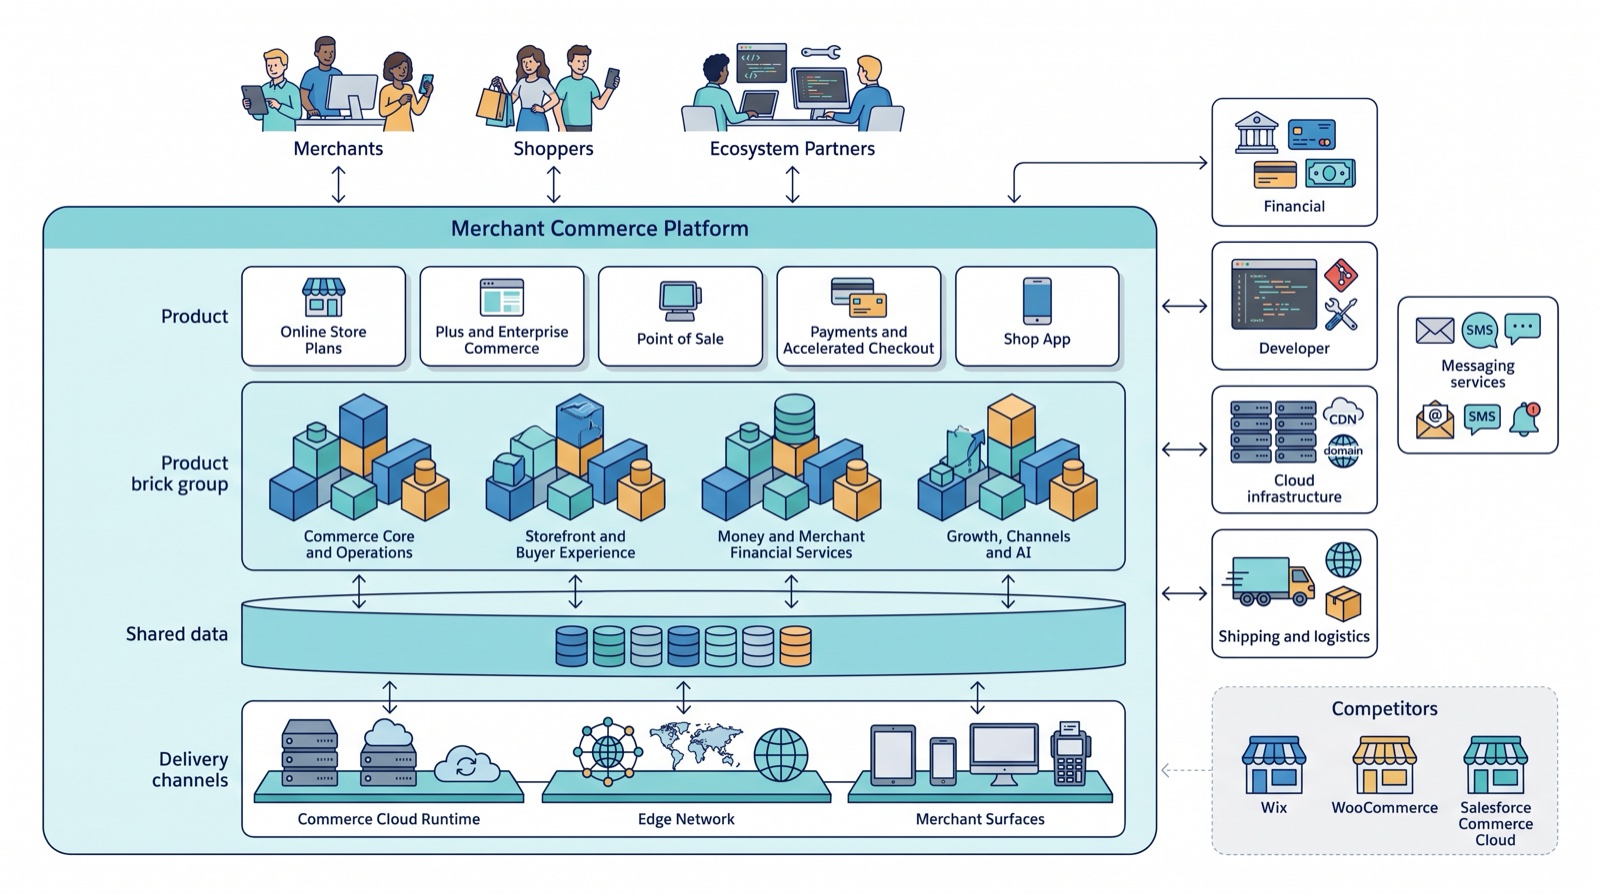 Merchants
Shoppers
Ecosystem Partners
Merchant Commerce Platform
Product
Online Store
Plans
Plus and Enterprise
Commerce
Point of Sale
Payments and
Accelerated Checkout
Shop App
Product
brick group
Commerce Core
and Operations
Storefront and
Buyer Experience
Money and Merchant
Financial Services
Growth, Channels
and AI
Shared data
Delivery
channels
Commerce Cloud Runtime
Edge Network
Merchant Surfaces
Financial
Developer
CDN
domain
Cloud
infrastructure
Shipping and logistics
SMS
Messaging
services
@
SMS
!
Competitors
Wix
WooCommerce
Salesforce
Commerce
Cloud